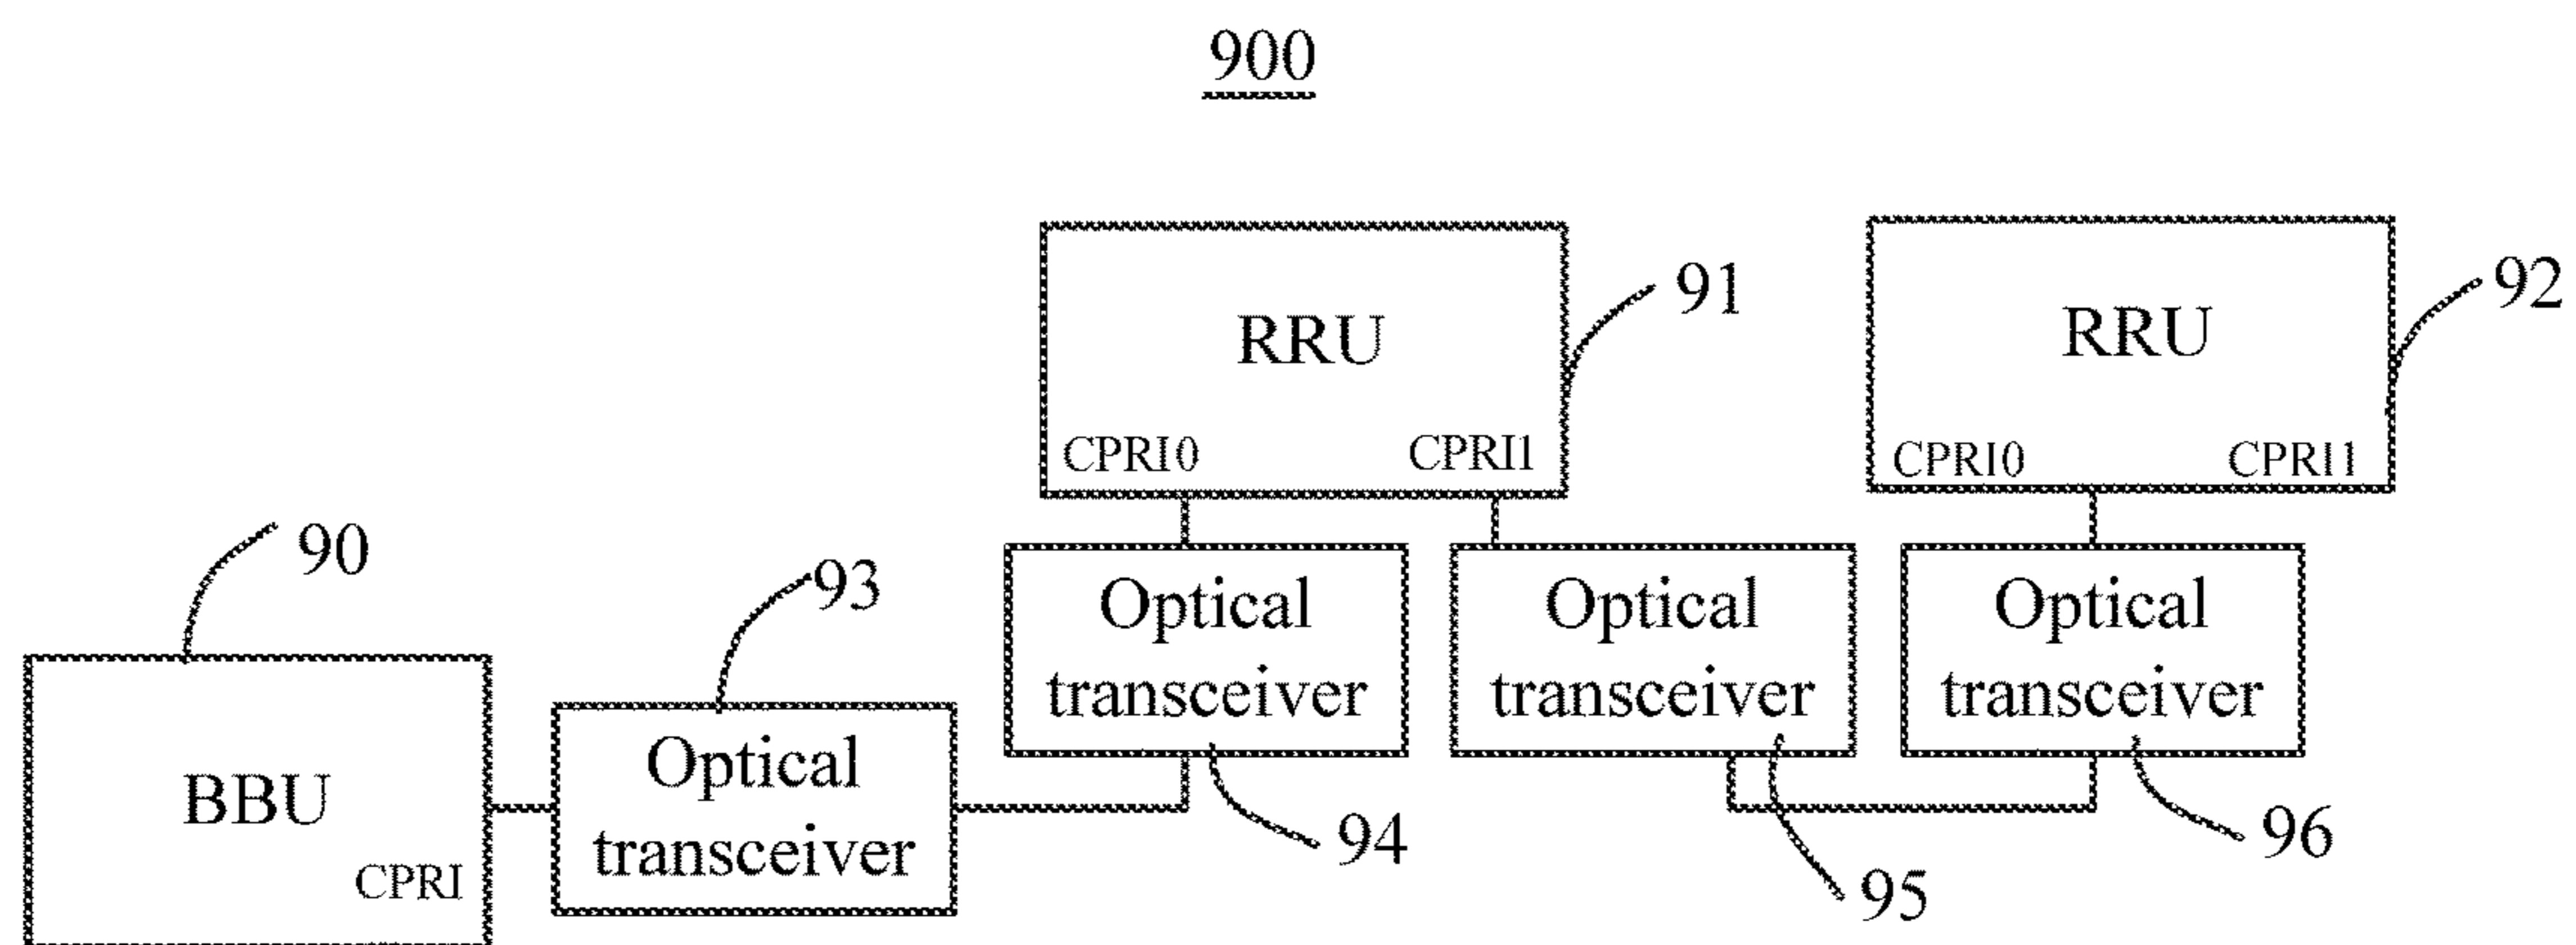 900
RRU
CPRI0 CPRI1
91
RRU
CPRI0 CPRI1
92
90
BBU
CPRI
93
Optical
transceiver
Optical
transceiver
94
Optical
transceiver
95
Optical
transceiver
96